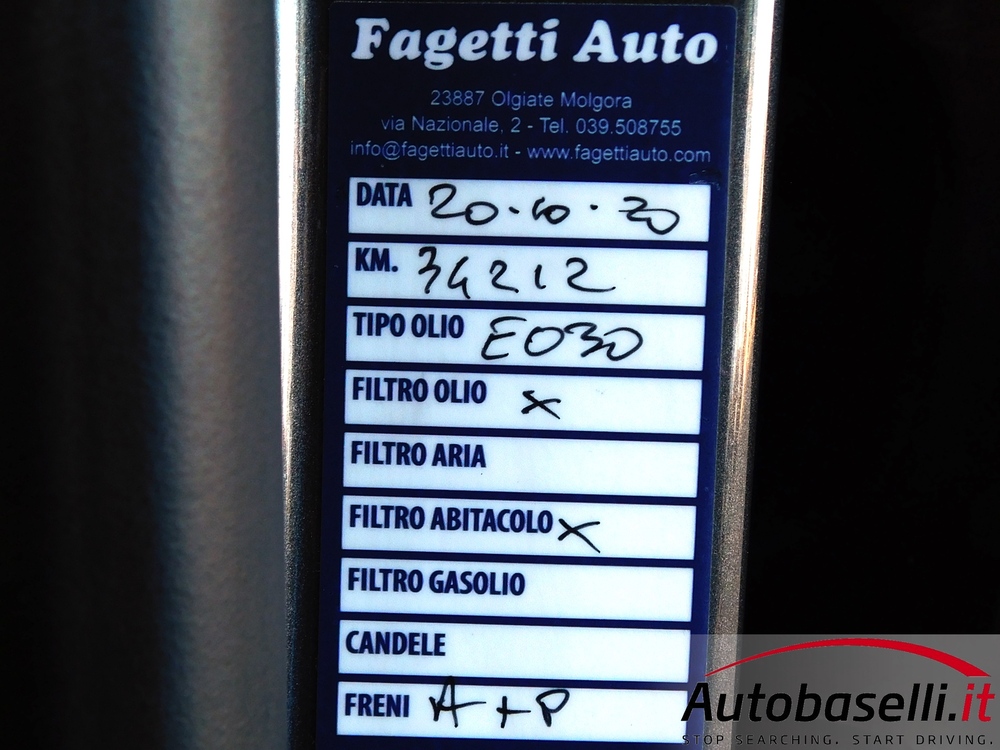 Fagetti Auto
23887 Olgiate Molgora
via Nazionale, 2 - Tel. 039.508755
info@fagettiauto.it - www.fagettiauto.com
DATA 20.10.20
KM. 34212
TIPO OLIO E030
FILTRO OLIO X
FILTRO ARIA
FILTRO ABITACOLO X
FILTRO GASOLIO
CANDELE
FRENI A+P
Autobaselli.it
STOP SEARCHING. START DRIVING.